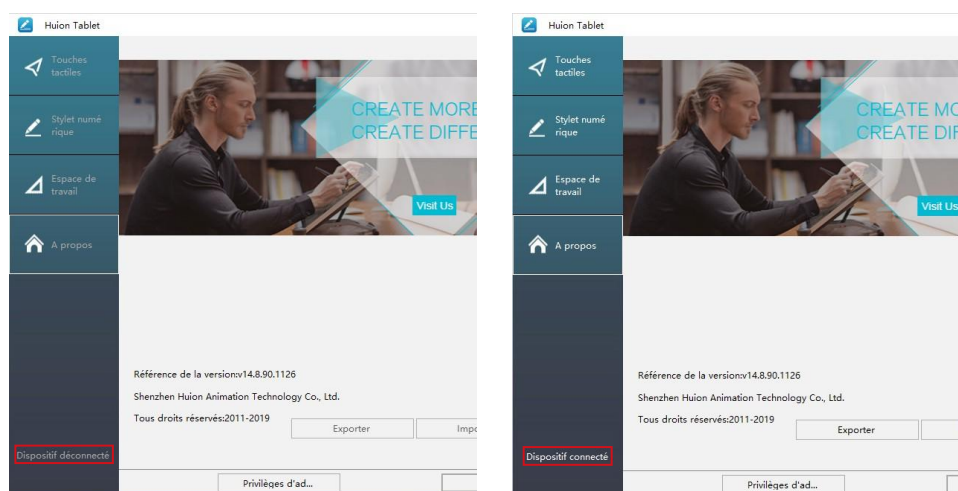 Huion Tablet
Touches
tactiles
CREATE MORE
CREATE DIFFE
Stylet numé
rique
Espace de
travail
Visit Us
A propos
Référence de la version:v14.8.90.1126
Shenzhen Huion Animation Technology Co., Ltd.
Tous droits réservés:2011-2019
Exporter
Impo
Dispositif déconnecté
Privilèges d'ad...
Huion Tablet
Touches
tactiles
CREATE MO
CREATE DIF
Stylet numé
rique
Espace de
travail
Visit Us
A propos
Référence de la version:v14.8.90.1126
Shenzhen Huion Animation Technology Co., Ltd.
Tous droits réservés:2011-2019
Exporter
Dispositif connecté
Privilèges d'ad...